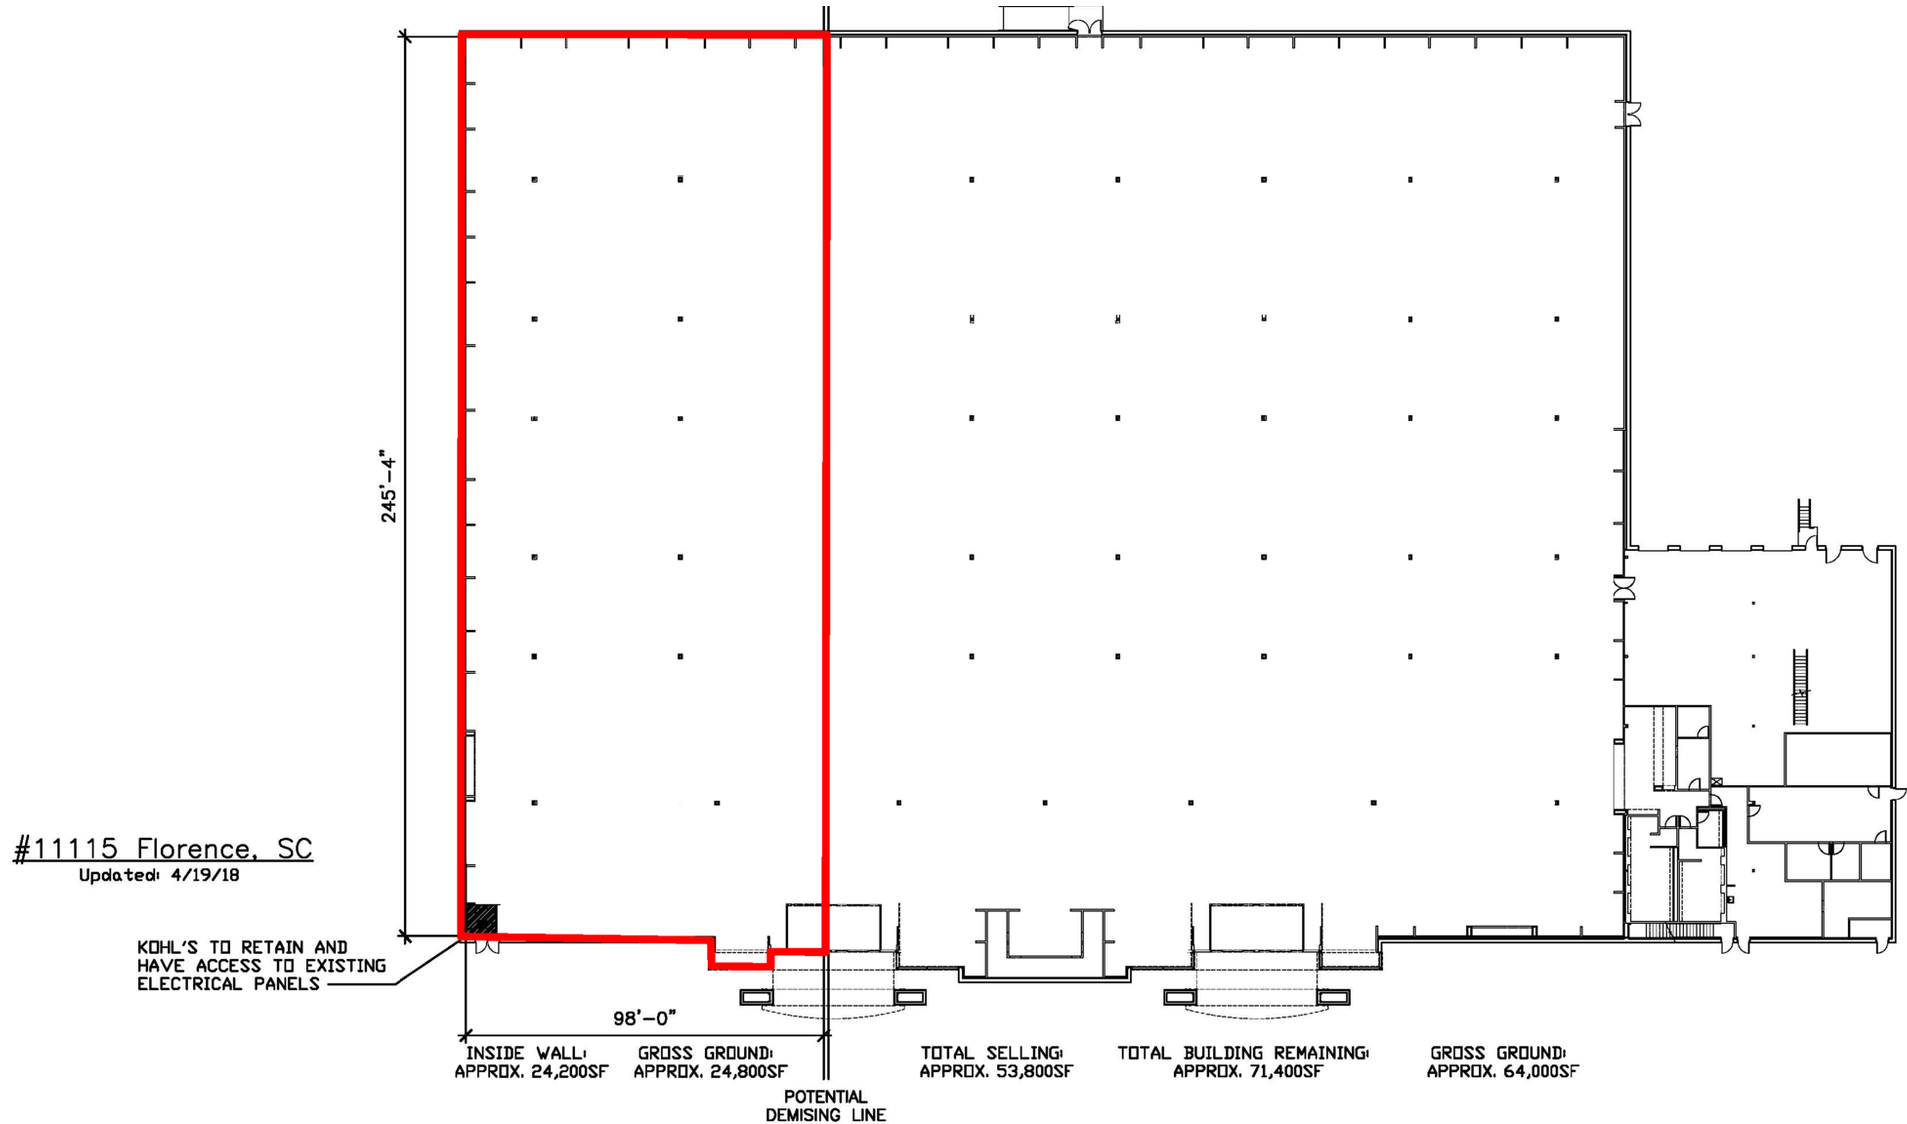 245'-4"
#11115 Florence, SC
Updated: 4/19/18
KOHL'S TO RETAIN AND
HAVE ACCESS TO EXISTING
ELECTRICAL PANELS
98'-0"
INSIDE WALL:
APPROX. 24,200SF
GROSS GROUND:
APPROX. 24,800SF
TOTAL SELLING:
APPROX. 53,800SF
TOTAL BUILDING REMAINING:
APPROX. 71,400SF
GROSS GROUND:
APPROX. 64,000SF
POTENTIAL
DEMISING LINE